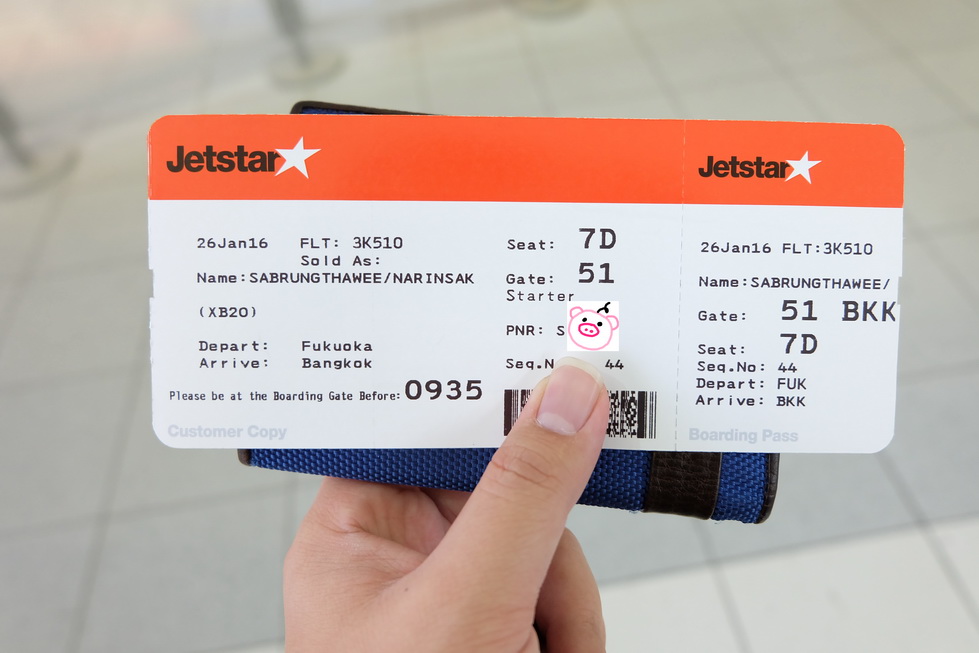 Jetstar
26Jan16 FLT: 3K510
Sold As:
Name:SABRUNGTHAWEE/NARINSAK
(XB20)
Depart: Fukuoka
Arrive: Bangkok
Please be at the Boarding Gate Before:0935
Customer Copy
Seat: 7D
Gate: 51
Starter
PNR: S
Seq.N 44
Jetstar
26Jan16 FLT:3K510
Name:SABRUNGTHAWEE/
Gate: 51 BKK
Seat: 7D
Seq.No: 44
Depart: FUK
Arrive: BKK
Boarding Pass